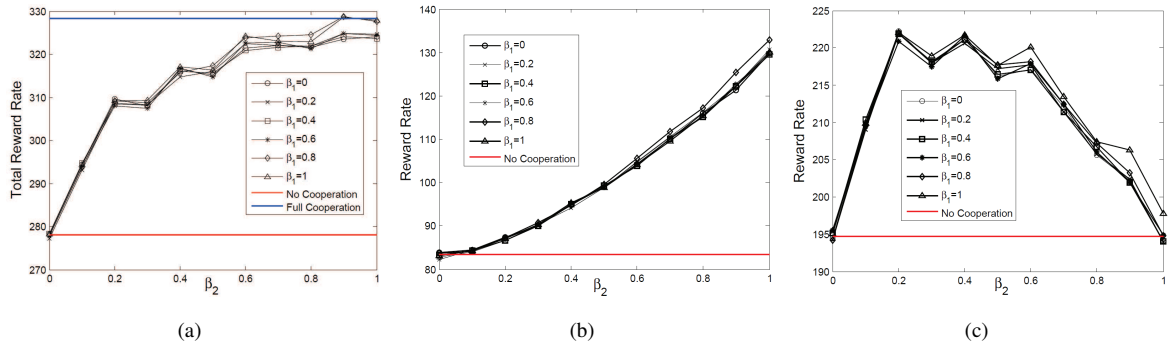 Total Reward Rate
330
320
310
300
290
280
270
0
0.2
0.4
0.6
0.8
1
β2
β1=0
β1=0.2
β1=0.4
β1=0.6
β1=0.8
β1=1
No Cooperation
Full Cooperation
(a)
Reward Rate
140
130
120
110
100
90
80
0
0.2
0.4
0.6
0.8
1
β2
β1=0
β1=0.2
β1=0.4
β1=0.6
β1=0.8
β1=1
No Cooperation
(b)
Reward Rate
225
220
215
210
205
200
195
190
0
0.2
0.4
0.6
0.8
1
β2
β1=0
β1=0.2
β1=0.4
β1=0.6
β1=0.8
β1=1
No Cooperation
(c)